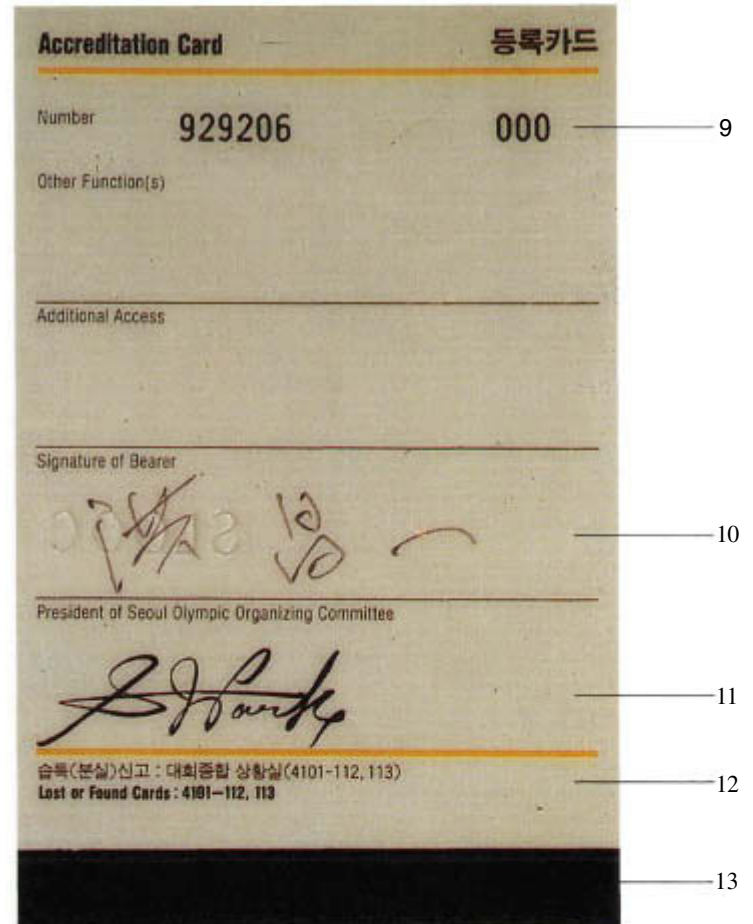 Accreditation Card 등록카드
Number 929206 000 9
Other Function(s)
Additional Access
Signature of Bearer
10
President of Seoul Olympic Organizing Committee
11
습득(분실)신고 : 대회종합 상황실(4101-112, 113)
12
Lost or Found Cards : 4101-112, 113
13